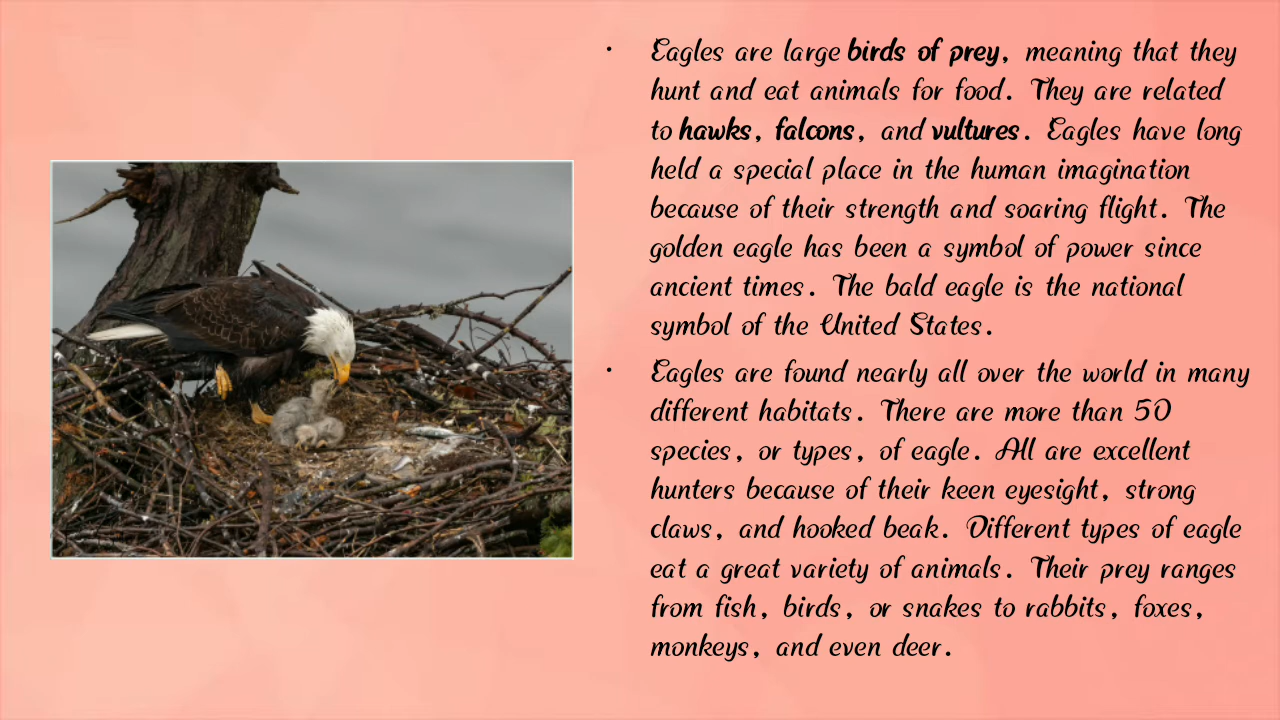 • Eagles are large birds of prey, meaning that they
hunt and eat animals for food. They are related
to hawks, falcons, and vultures. Eagles have long
held a special place in the human imagination
because of their strength and soaring flight. The
golden eagle has been a symbol of power since
ancient times. The bald eagle is the national
symbol of the United States.
• Eagles are found nearly all over the world in many
different habitats. There are more than 50
species, or types, of eagle. All are excellent
hunters because of their keen eyesight, strong
claws, and hooked beak. Different types of eagle
eat a great variety of animals. Their prey ranges
from fish, birds, or snakes to rabbits, foxes,
monkeys, and even deer.